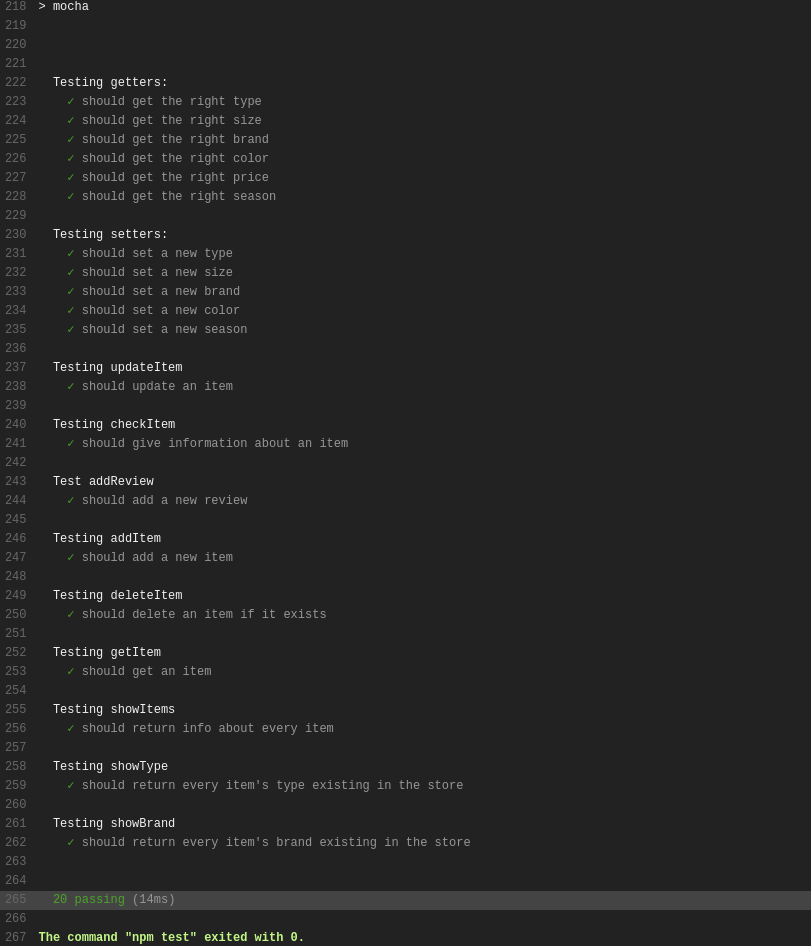 218 > mocha
219
220
221
222 Testing getters:
223 ✓ should get the right type
224 ✓ should get the right size
225 ✓ should get the right brand
226 ✓ should get the right color
227 ✓ should get the right price
228 ✓ should get the right season
229
230 Testing setters:
231 ✓ should set a new type
232 ✓ should set a new size
233 ✓ should set a new brand
234 ✓ should set a new color
235 ✓ should set a new season
236
237 Testing updateItem
238 ✓ should update an item
239
240 Testing checkItem
241 ✓ should give information about an item
242
243 Test addReview
244 ✓ should add a new review
245
246 Testing addItem
247 ✓ should add a new item
248
249 Testing deleteItem
250 ✓ should delete an item if it exists
251
252 Testing getItem
253 ✓ should get an item
254
255 Testing showItems
256 ✓ should return info about every item
257
258 Testing showType
259 ✓ should return every item's type existing in the store
260
261 Testing showBrand
262 ✓ should return every item's brand existing in the store
263
264
265 20 passing (14ms)
266
267 The command "npm test" exited with 0.